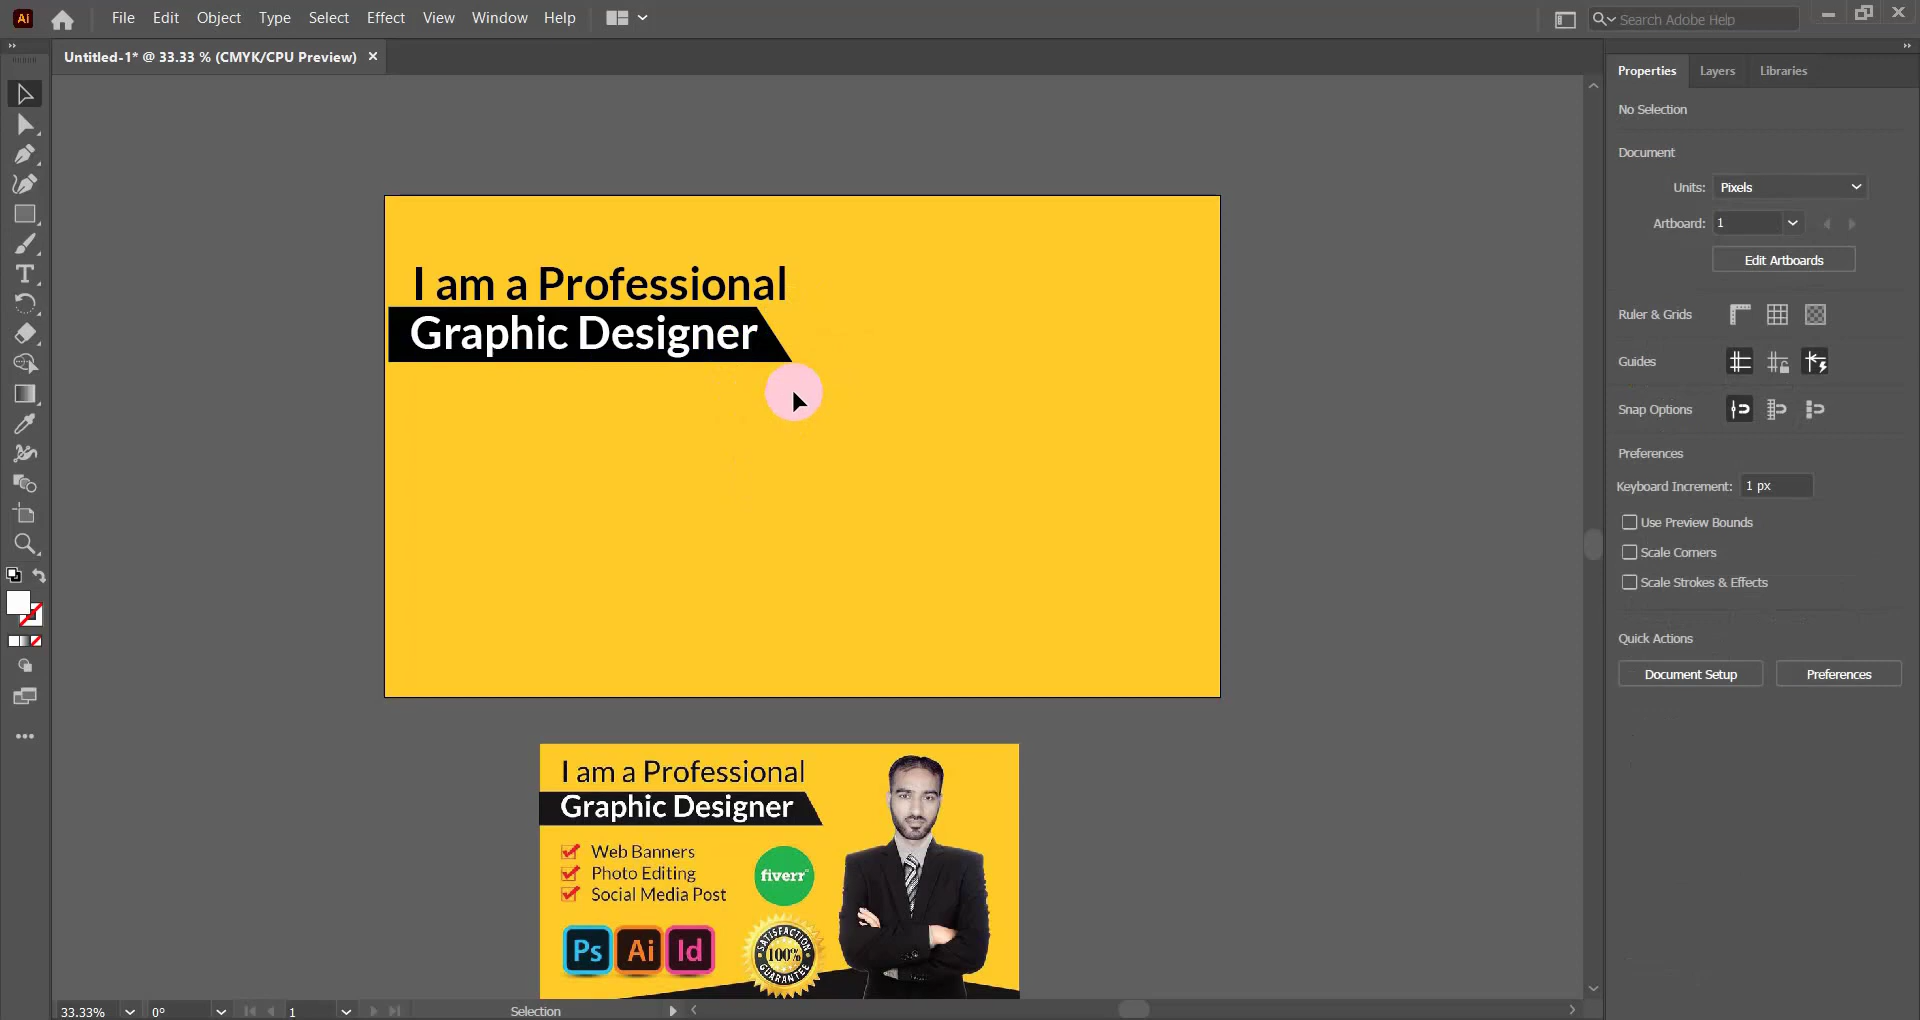 Ai File Edit Object Type Select Effect View Window Help Search Adobe Help
Untitled-1* @ 33.33 % (CMYK/CPU Preview) ×
Properties Layers Libraries
No Selection
Document
Units: Pixels
Artboard: 1
Edit Artboards
Ruler & Grids
Guides
Snap Options
Preferences
Keyboard Increment: 1 px
Use Preview Bounds
Scale Corners
Scale Strokes & Effects
Quick Actions
Document Setup Preferences
I am a Professional
Graphic Designer
I am a Professional
Graphic Designer
Web Banners
Photo Editing
Social Media Post
fiverr
Ps Ai Id
SATISFACTION
100%
GUARANTEE
33.33% 0° 1 Selection